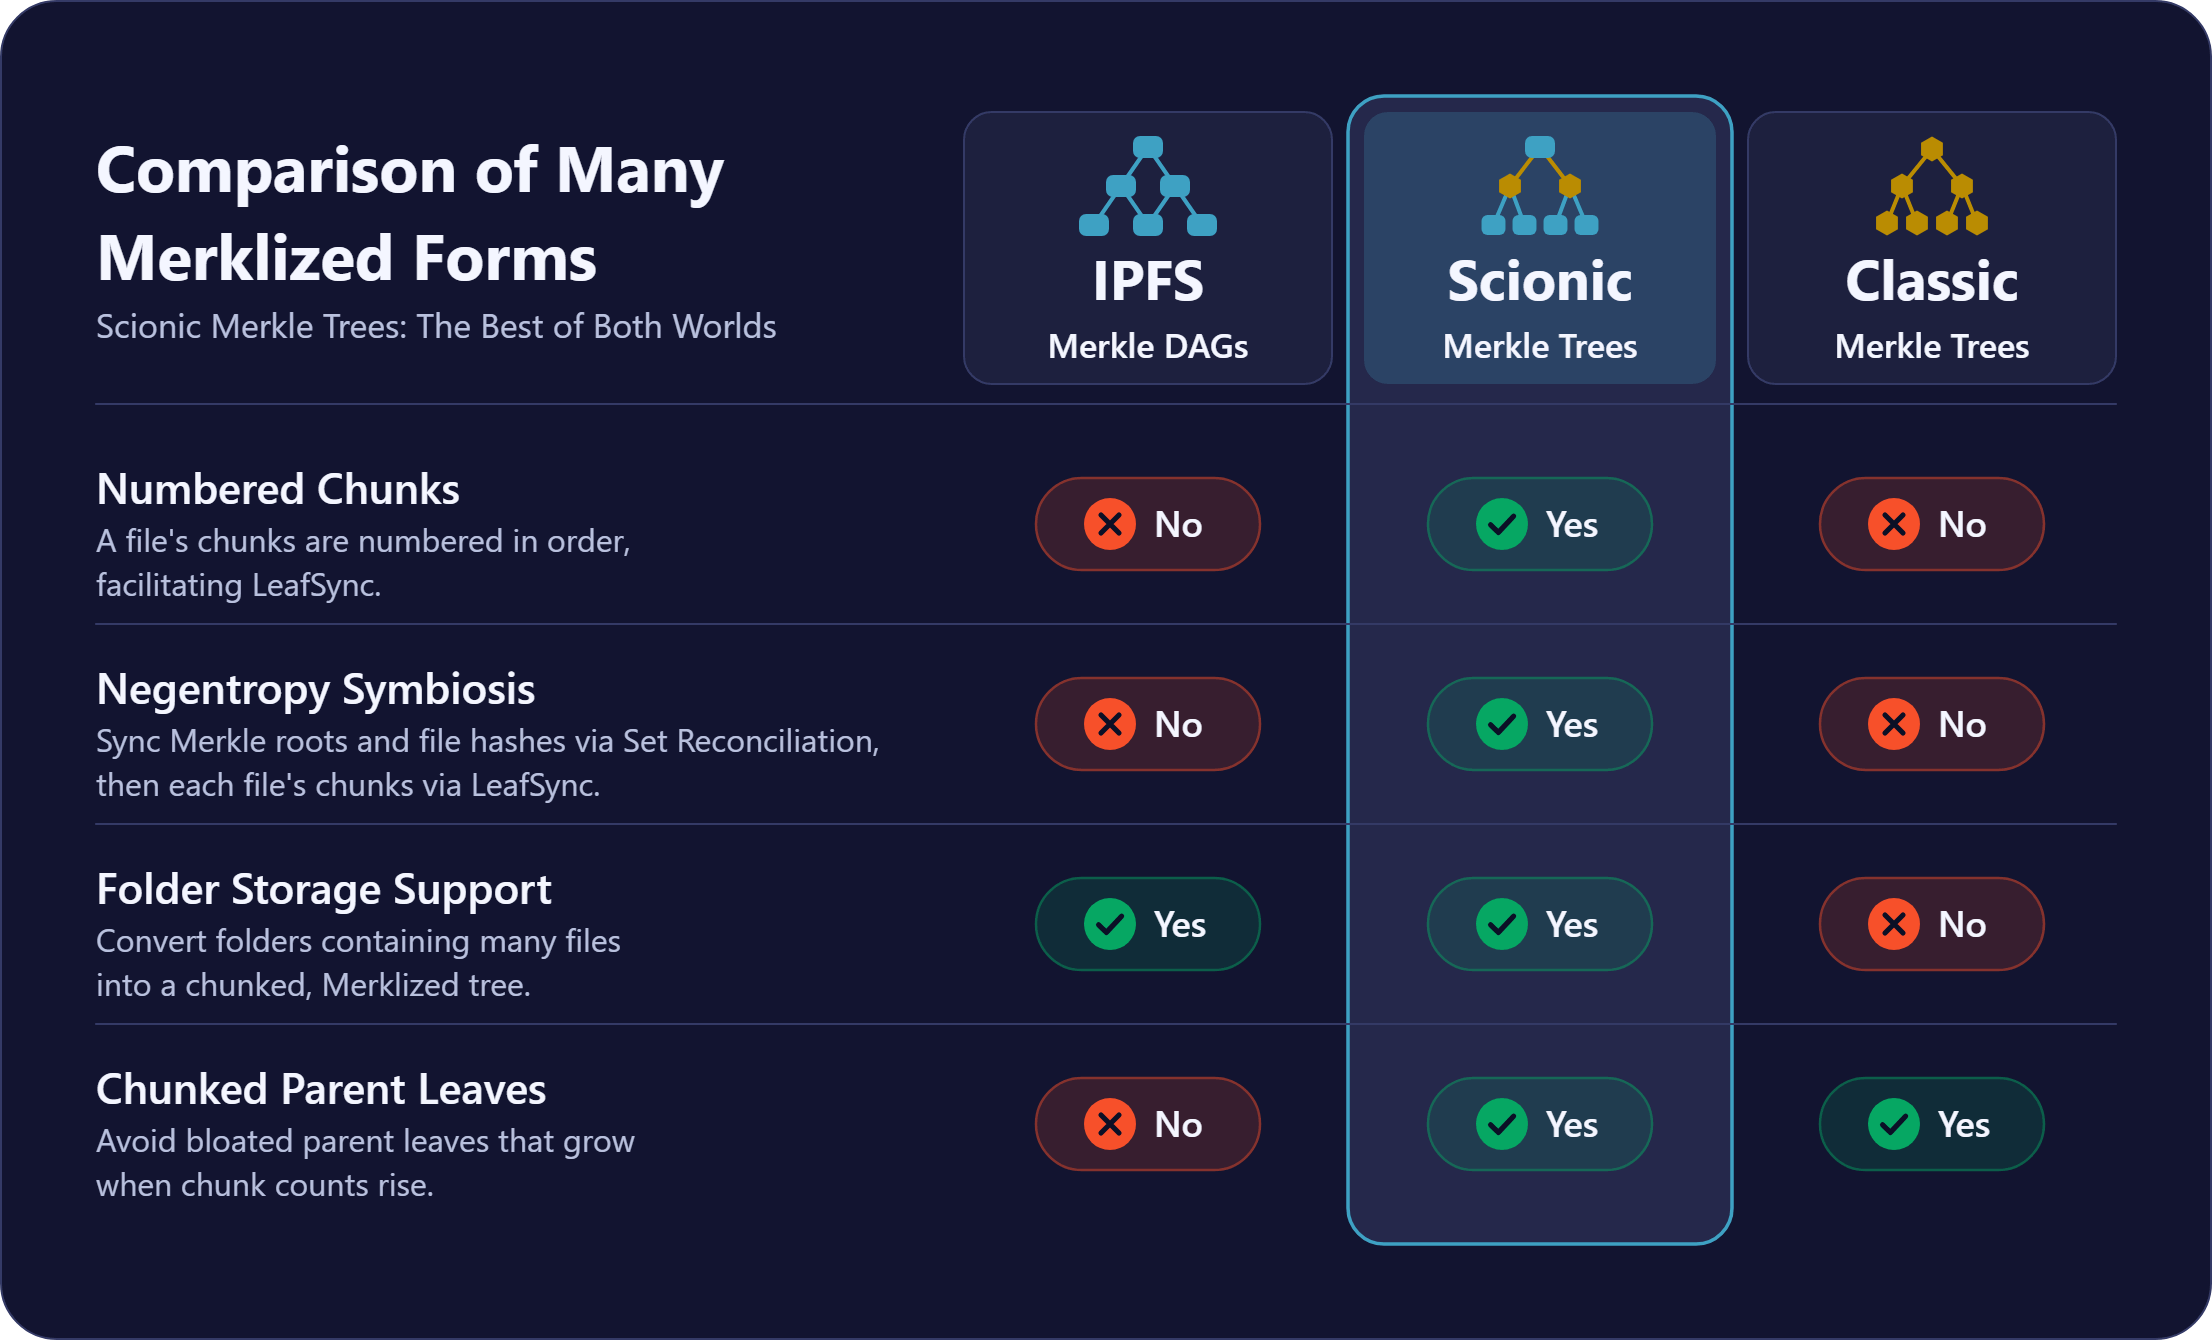 Comparison of Many
Merklized Forms
Scionic Merkle Trees: The Best of Both Worlds
IPFS
Merkle DAGs
Scionic
Merkle Trees
Classic
Merkle Trees
Numbered Chunks
A file's chunks are numbered in order,
facilitating LeafSync.
No
Yes
No
Negentropy Symbiosis
Sync Merkle roots and file hashes via Set Reconciliation,
then each file's chunks via LeafSync.
No
Yes
No
Folder Storage Support
Convert folders containing many files
into a chunked, Merklized tree.
Yes
Yes
No
Chunked Parent Leaves
Avoid bloated parent leaves that grow
when chunk counts rise.
No
Yes
Yes